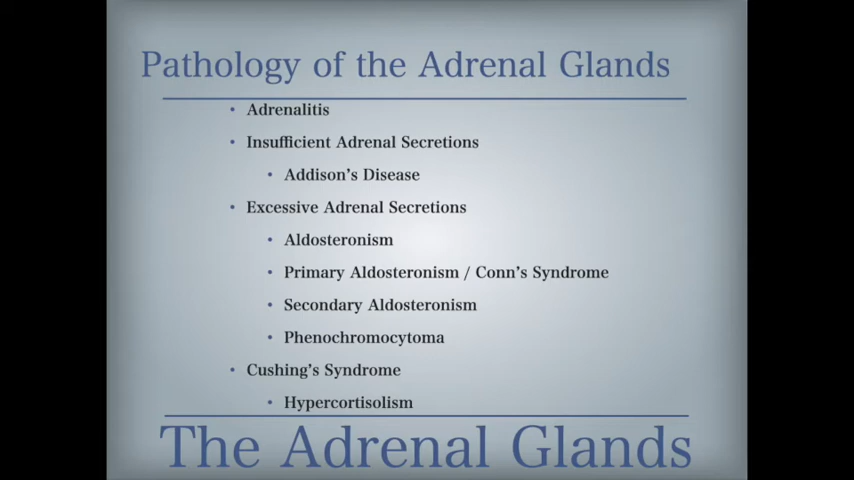 Pathology of the Adrenal Glands
• Adrenalitis
• Insufficient Adrenal Secretions
• Addison's Disease
• Excessive Adrenal Secretions
• Aldosteronism
• Primary Aldosteronism / Conn's Syndrome
• Secondary Aldosteronism
• Phenochromocytoma
• Cushing's Syndrome
• Hypercortisolism
The Adrenal Glands